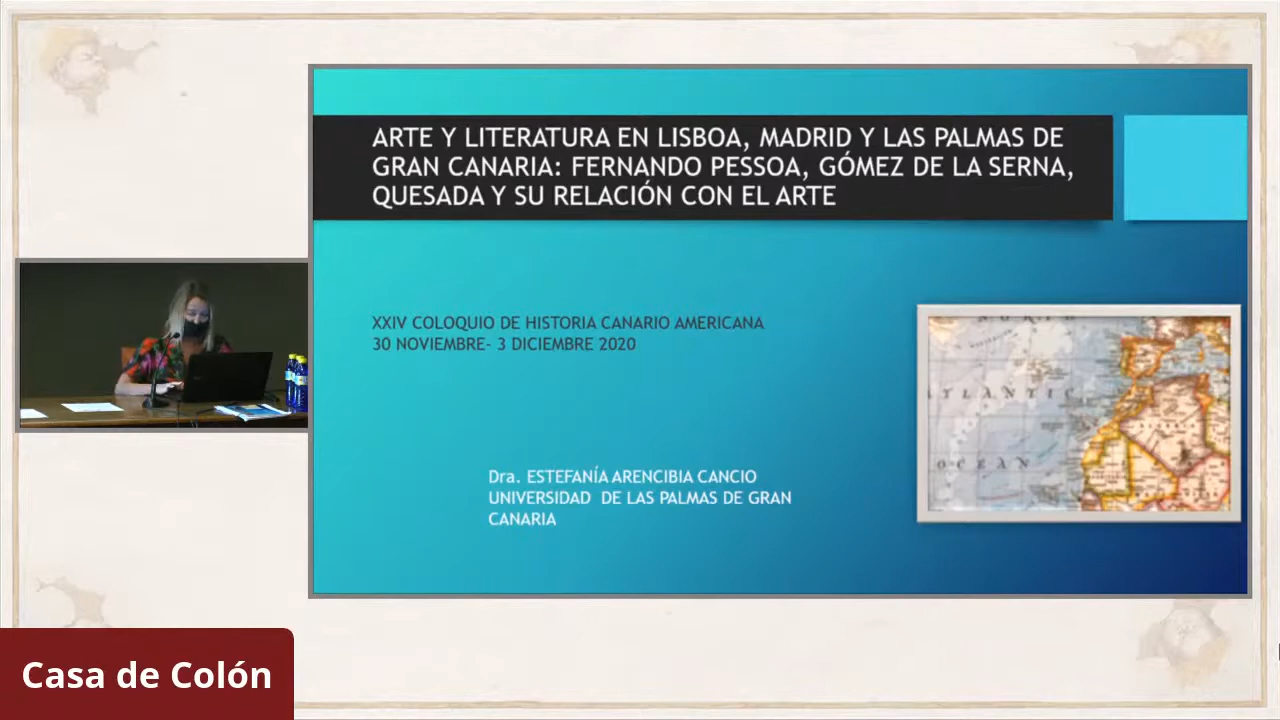 ARTE Y LITERATURA EN LISBOA, MADRID Y LAS PALMAS DE
GRAN CANARIA: FERNANDO PESSOA, GÓMEZ DE LA SERNA,
QUESADA Y SU RELACIÓN CON EL ARTE
XXIV COLOQUIO DE HISTORIA CANARIO AMERICANA
30 NOVIEMBRE- 3 DICIEMBRE 2020
ATLANTIC
OCEAN
Dra. ESTEFANÍA ARENCIBIA CANCIO
UNIVERSIDAD DE LAS PALMAS DE GRAN
CANARIA
Casa de Colón